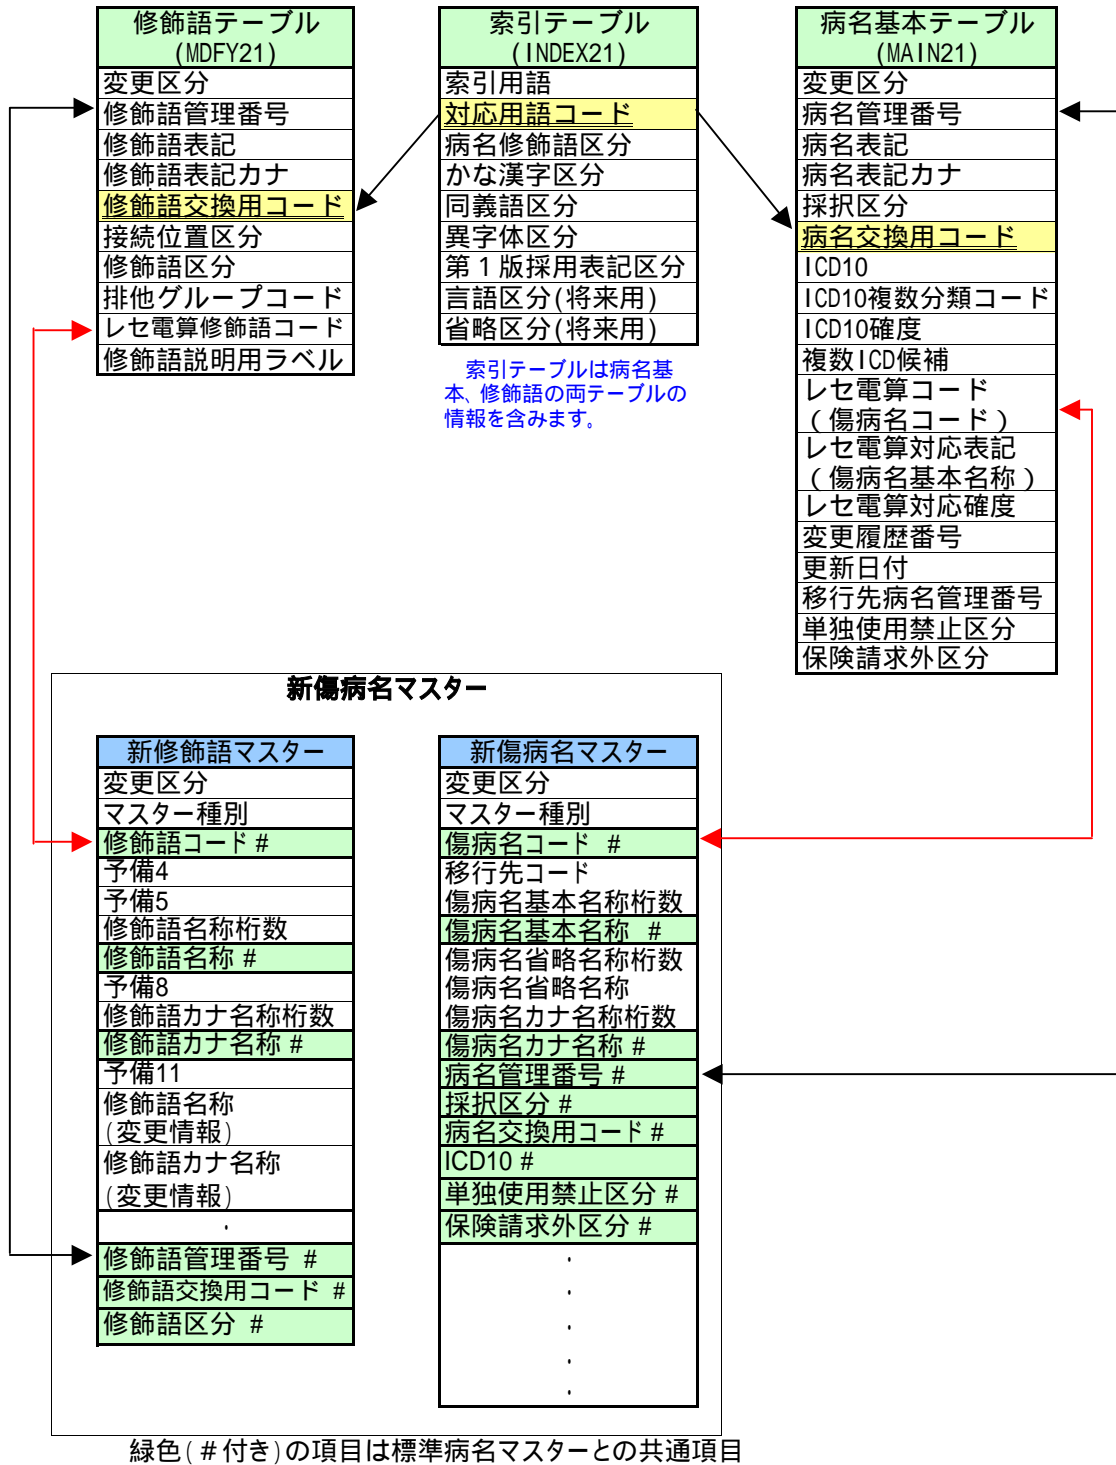 修飾語テーブル
(MDFY21)
変更区分
修飾語管理番号
修飾語表記
修飾語表記カナ
修飾語交換用コード
接続位置区分
修飾語区分
排他グループコード
レセ電算修飾語コード
修飾語説明用ラベル
索引テーブル
(INDEX21)
索引用語
対応用語コード
病名修飾語区分
かな漢字区分
同義語区分
異字体区分
第1版採用表記区分
言語区分(将来用)
省略区分(将来用)
索引テーブルは病名基
本、修飾語の両テーブルの
情報を含みます。
病名基本テーブル
(MAIN21)
変更区分
病名管理番号
病名表記
病名表記カナ
採択区分
病名交換用コード
ICD10
ICD10複数分類コード
ICD10確度
複数ICD候補
レセ電算コード
(傷病名コード)
レセ電算対応表記
(傷病名基本名称)
レセ電算対応確度
変更履歴番号
更新日付
移行先病名管理番号
単独使用禁止区分
保険請求外区分
新傷病名マスター
新修飾語マスター
変更区分
マスター種別
修飾語コード #
予備4
予備5
修飾語名称桁数
修飾語名称 #
予備8
修飾語カナ名称桁数
修飾語カナ名称 #
予備11
修飾語名称
(変更情報)
修飾語カナ名称
(変更情報)
・
修飾語管理番号 #
修飾語交換用コード #
修飾語区分 #
新傷病名マスター
変更区分
マスター種別
傷病名コード #
移行先コード
傷病名基本名称桁数
傷病名基本名称 #
傷病名省略名称桁数
傷病名省略名称
傷病名カナ名称桁数
傷病名カナ名称 #
病名管理番号 #
採択区分 #
病名交換用コード #
ICD10 #
単独使用禁止区分 #
保険請求外区分 #
・
・
・
・
・
緑色(#付き)の項目は標準病名マスターとの共通項目